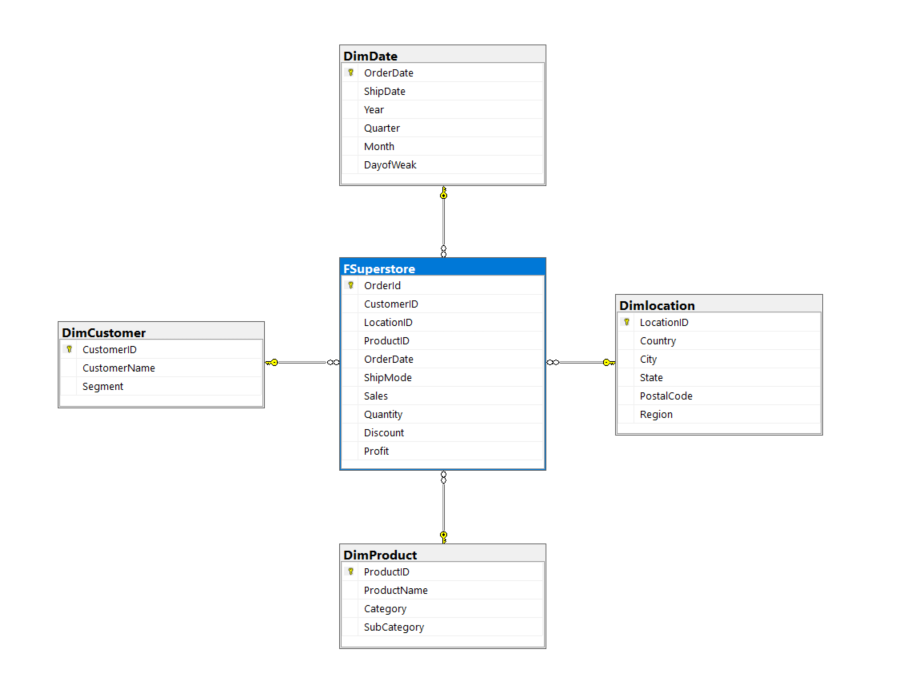 DimDate
OrderDate
ShipDate
Year
Quarter
Month
DayofWeak
FSuperstore
OrderId
CustomerID
LocationID
ProductID
OrderDate
ShipMode
Sales
Quantity
Discount
Profit
DimCustomer
CustomerID
CustomerName
Segment
Dimlocation
LocationID
Country
City
State
PostalCode
Region
DimProduct
ProductID
ProductName
Category
SubCategory